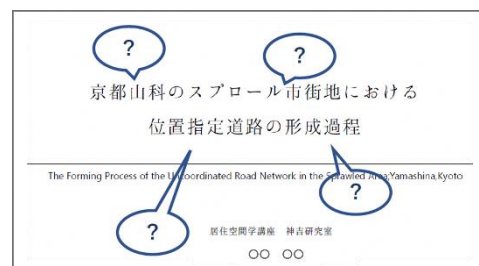 ?
?
京都山科のスプロール市街地における
位置指定道路の形成過程
The Forming Process of the Uncoordinated Road Network in the Sprawled Area,Yamashina,Kyoto
?
?
居住空間学講座 神吉研究室
○○ ○○